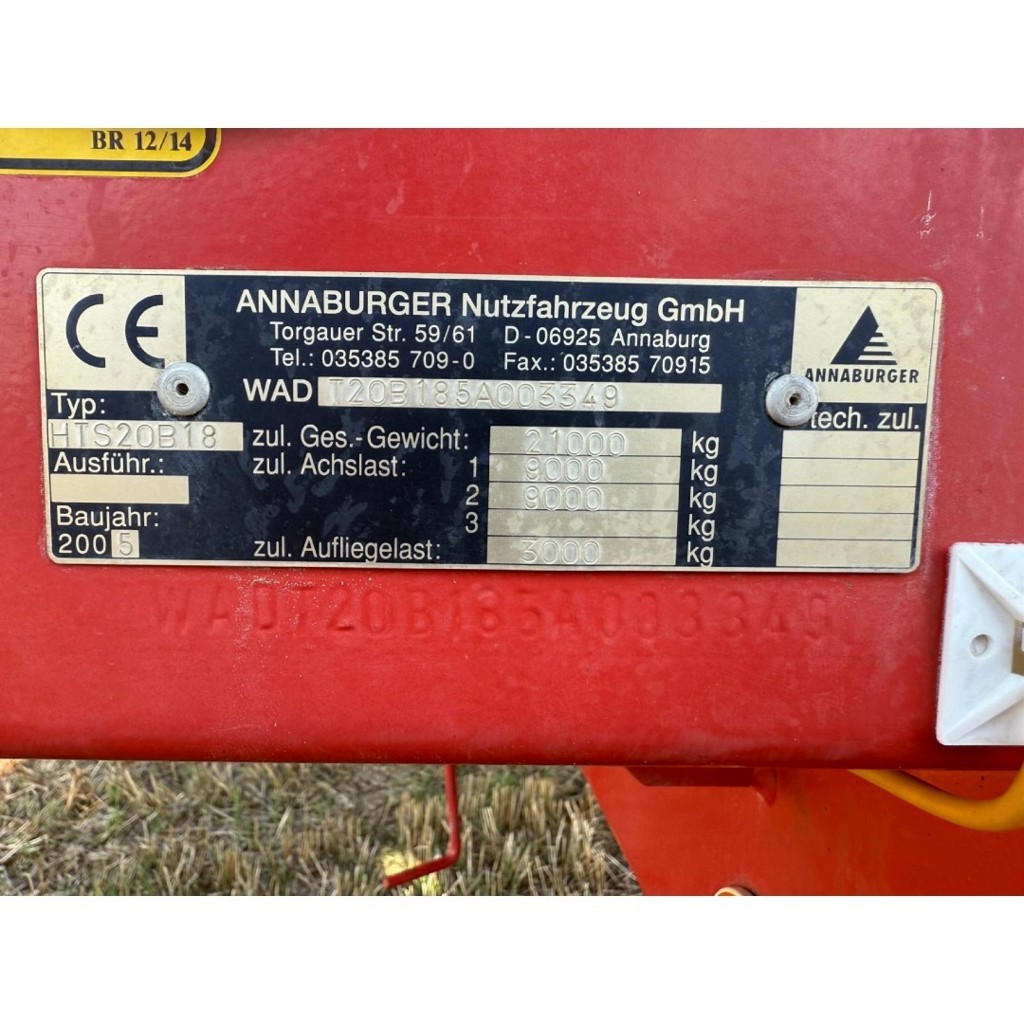 BR 12/14
CE
ANNABURGER Nutzfahrzeug GmbH
Torgauer Str. 59/61 D-06925 Annaburg
Tel.: 035385 709-0 Fax.: 035385 70915
ANNABURGER
WAD T20B185A003349
Typ: tech. zul.
HTS20B18 zul. Ges.-Gewicht: 21000 kg
Ausführ.: zul. Achslast: 1 9000 kg
2 9000 kg
Baujahr: 3 kg
2005 zul. Aufliegelast: 3000 kg
WADT20B185A003349